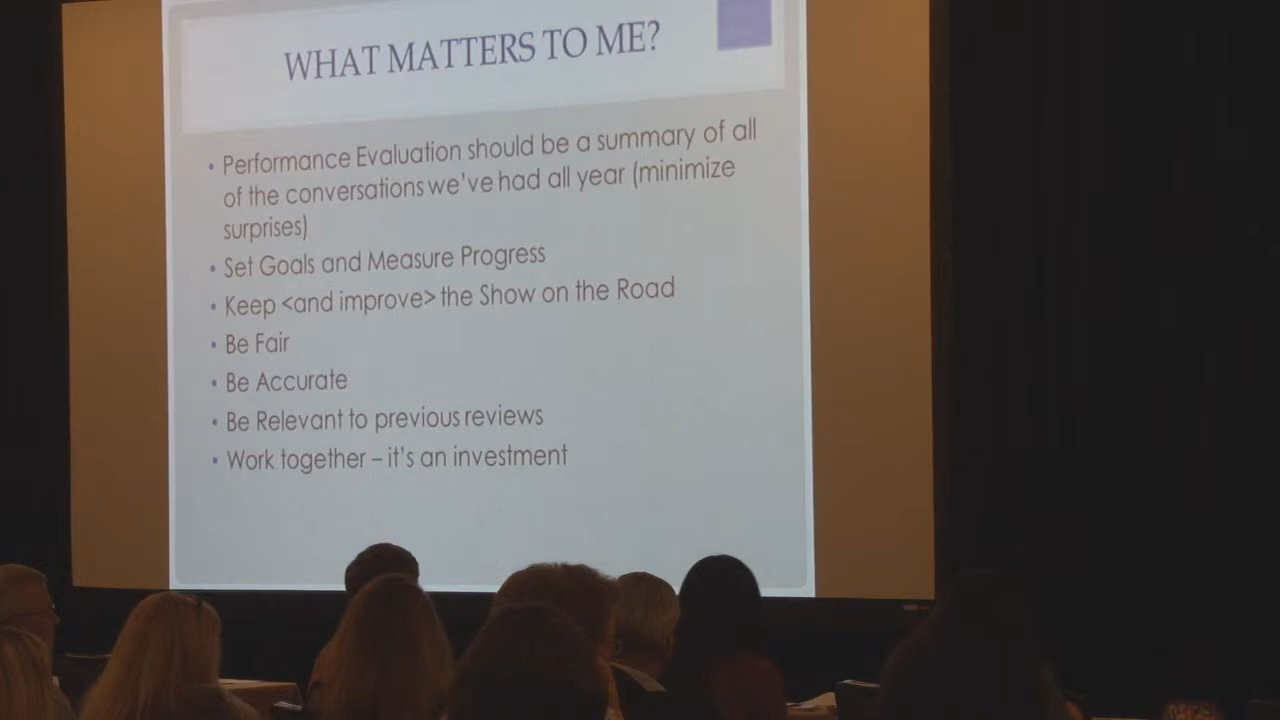 WHAT MATTERS TO ME?
• Performance Evaluation should be a summary of all
of the conversations we've had all year (minimize
surprises)
• Set Goals and Measure Progress
• Keep <and improve> the Show on the Road
• Be Fair
• Be Accurate
• Be Relevant to previous reviews
• Work together – it's an investment